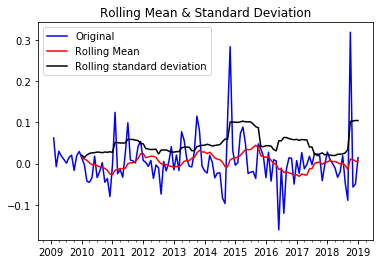 Rolling Mean & Standard Deviation
Original
Rolling Mean
Rolling standard deviation
0.3
0.2
0.1
0.0
−0.1
2009 2010 2011 2012 2013 2014 2015 2016 2017 2018 2019